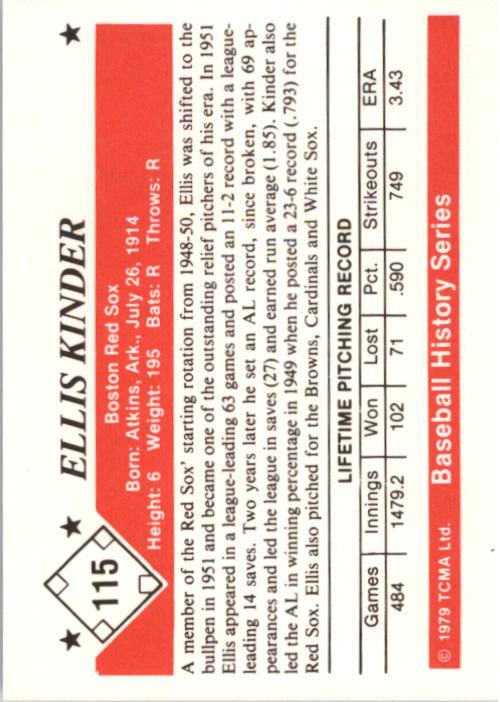 115
ELLIS KINDER
Boston Red Sox
Born: Atkins, Ark., July 26, 1914
Height: 6 Weight: 195 Bats: R Throws: R
A member of the Red Sox' starting rotation from 1948-50, Ellis was shifted to the
bullpen in 1951 and became one of the outstanding relief pitchers of his era. In 1951
Ellis appeared in a league-leading 63 games and posted an 11-2 record with a league-
leading 14 saves. Two years later he set an AL record, since broken, with 69 ap-
pearances and led the league in saves (27) and earned run average (1.85). Kinder also
led the AL in winning percentage in 1949 when he posted a 23-6 record (.793) for the
Red Sox. Ellis also pitched for the Browns, Cardinals and White Sox.
LIFETIME PITCHING RECORD
Games Innings Won Lost Pct. Strikeouts ERA
484 1479.2 102 71 .590 749 3.43
© 1979 TCMA Ltd. Baseball History Series